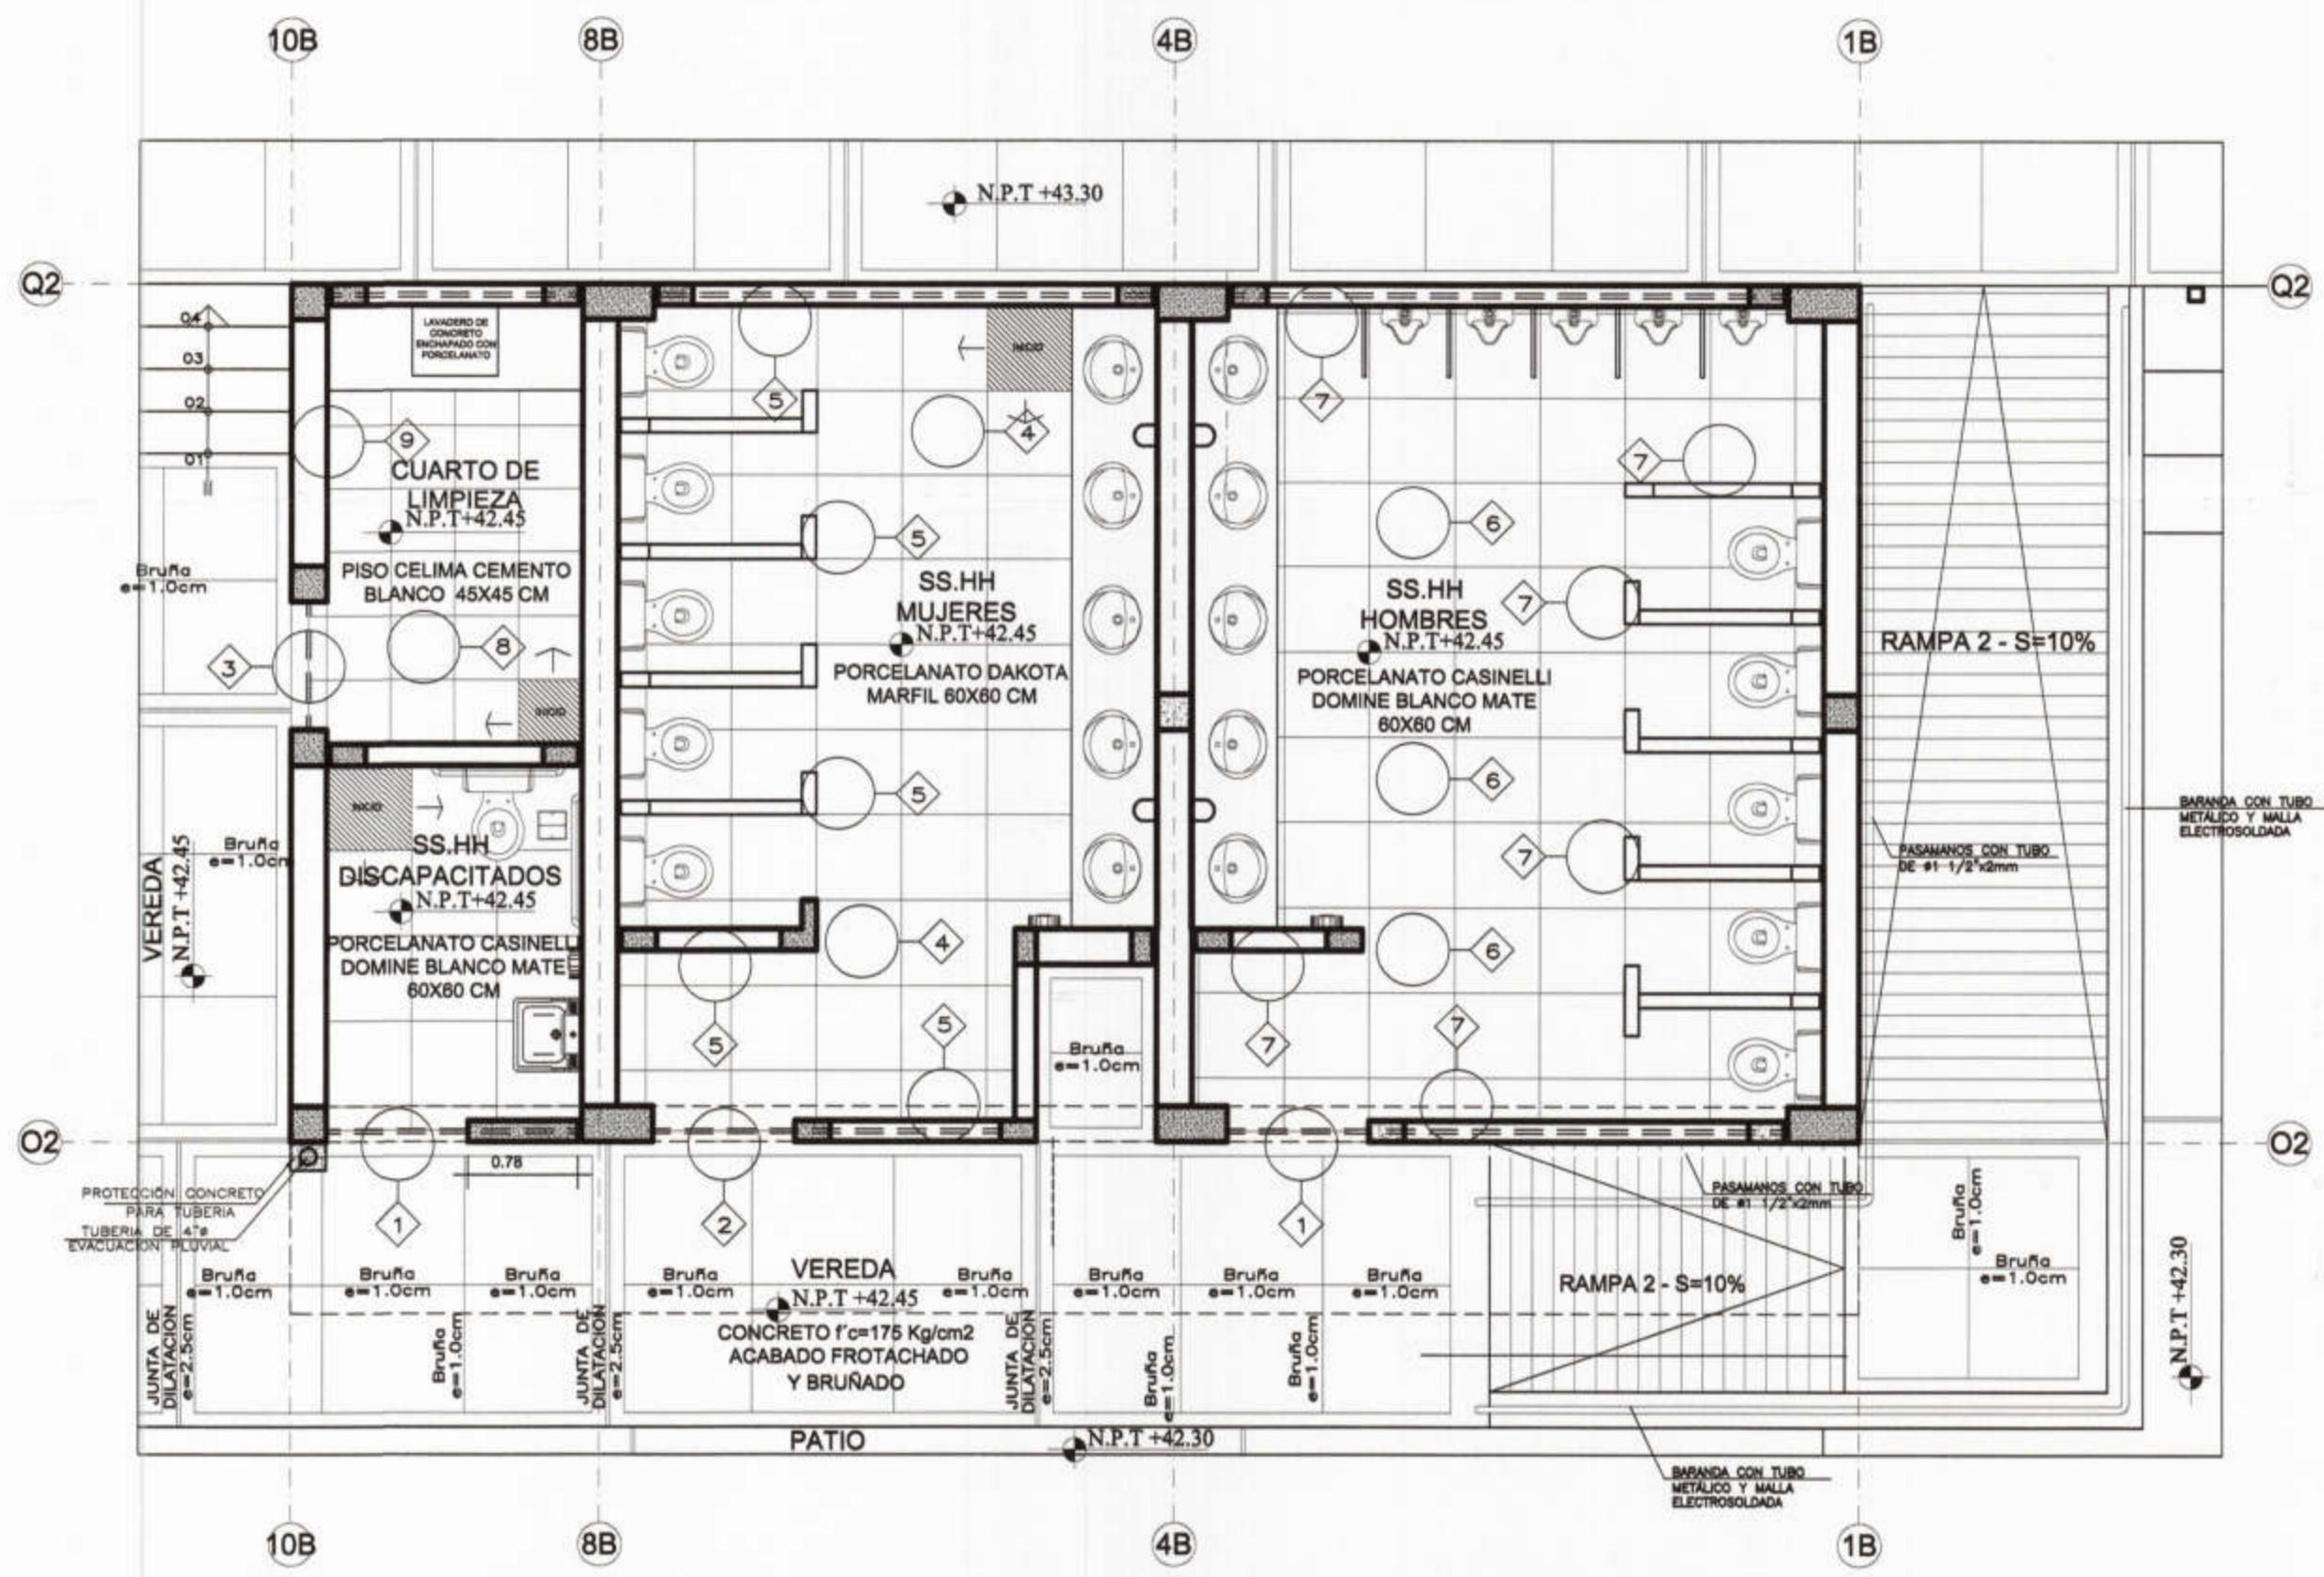 10B
8B
4B
1B
N.P.T +43.30
Q2
Q2
LAVADERO DE
CONCRETO
ENCHAPADO CON
PORCELANATO
04
03
02
01
INICIO
5
7
4
9
7
CUARTO DE
LIMPIEZA
N.P.T+42.45
PISO CELIMA CEMENTO
BLANCO 45X45 CM
Bruña
e=1.0cm
5
6
SS.HH
MUJERES
N.P.T+42.45
PORCELANATO DAKOTA
MARFIL 60X60 CM
SS.HH
HOMBRES
N.P.T+42.45
PORCELANATO CASINELLI
DOMINE BLANCO MATE
60X60 CM
7
RAMPA 2 - S=10%
3
8
INICIO
INICIO
5
6
7
BARANDA CON TUBO
METÁLICO Y MALLA
ELECTROSOLDADA
PASAMANOS CON TUBO
DE ø1 1/2"x2mm
VEREDA
N.P.T +42.45
Bruña
e=1.0cm
SS.HH
DISCAPACITADOS
N.P.T+42.45
PORCELANATO CASINELLI
DOMINE BLANCO MATE
60X60 CM
4
6
5
5
7
7
Bruña
e=1.0cm
O2
O2
0.78
PROTECCIÓN CONCRETO
PARA TUBERIA
TUBERIA DE 4"ø
EVACUACION PLUVIAL
1
2
1
PASAMANOS CON TUBO
DE ø1 1/2"x2mm
Bruña
e=1.0cm
Bruña
e=1.0cm
N.P.T +42.30
Bruña
e=1.0cm
Bruña
e=1.0cm
Bruña
e=1.0cm
Bruña
e=1.0cm
VEREDA
N.P.T +42.45
CONCRETO f´c=175 Kg/cm2
ACABADO FROTACHADO
Y BRUÑADO
Bruña
e=1.0cm
Bruña
e=1.0cm
Bruña
e=1.0cm
Bruña
e=1.0cm
RAMPA 2 - S=10%
JUNTA DE
DILATACION
e=2.5cm
Bruña
e=1.0cm
JUNTA DE
DILATACION
e=2.5cm
JUNTA DE
DILATACION
e=2.5cm
Bruña
e=1.0cm
Bruña
e=1.0cm
PATIO
N.P.T +42.30
BARANDA CON TUBO
METÁLICO Y MALLA
ELECTROSOLDADA
10B
8B
4B
1B